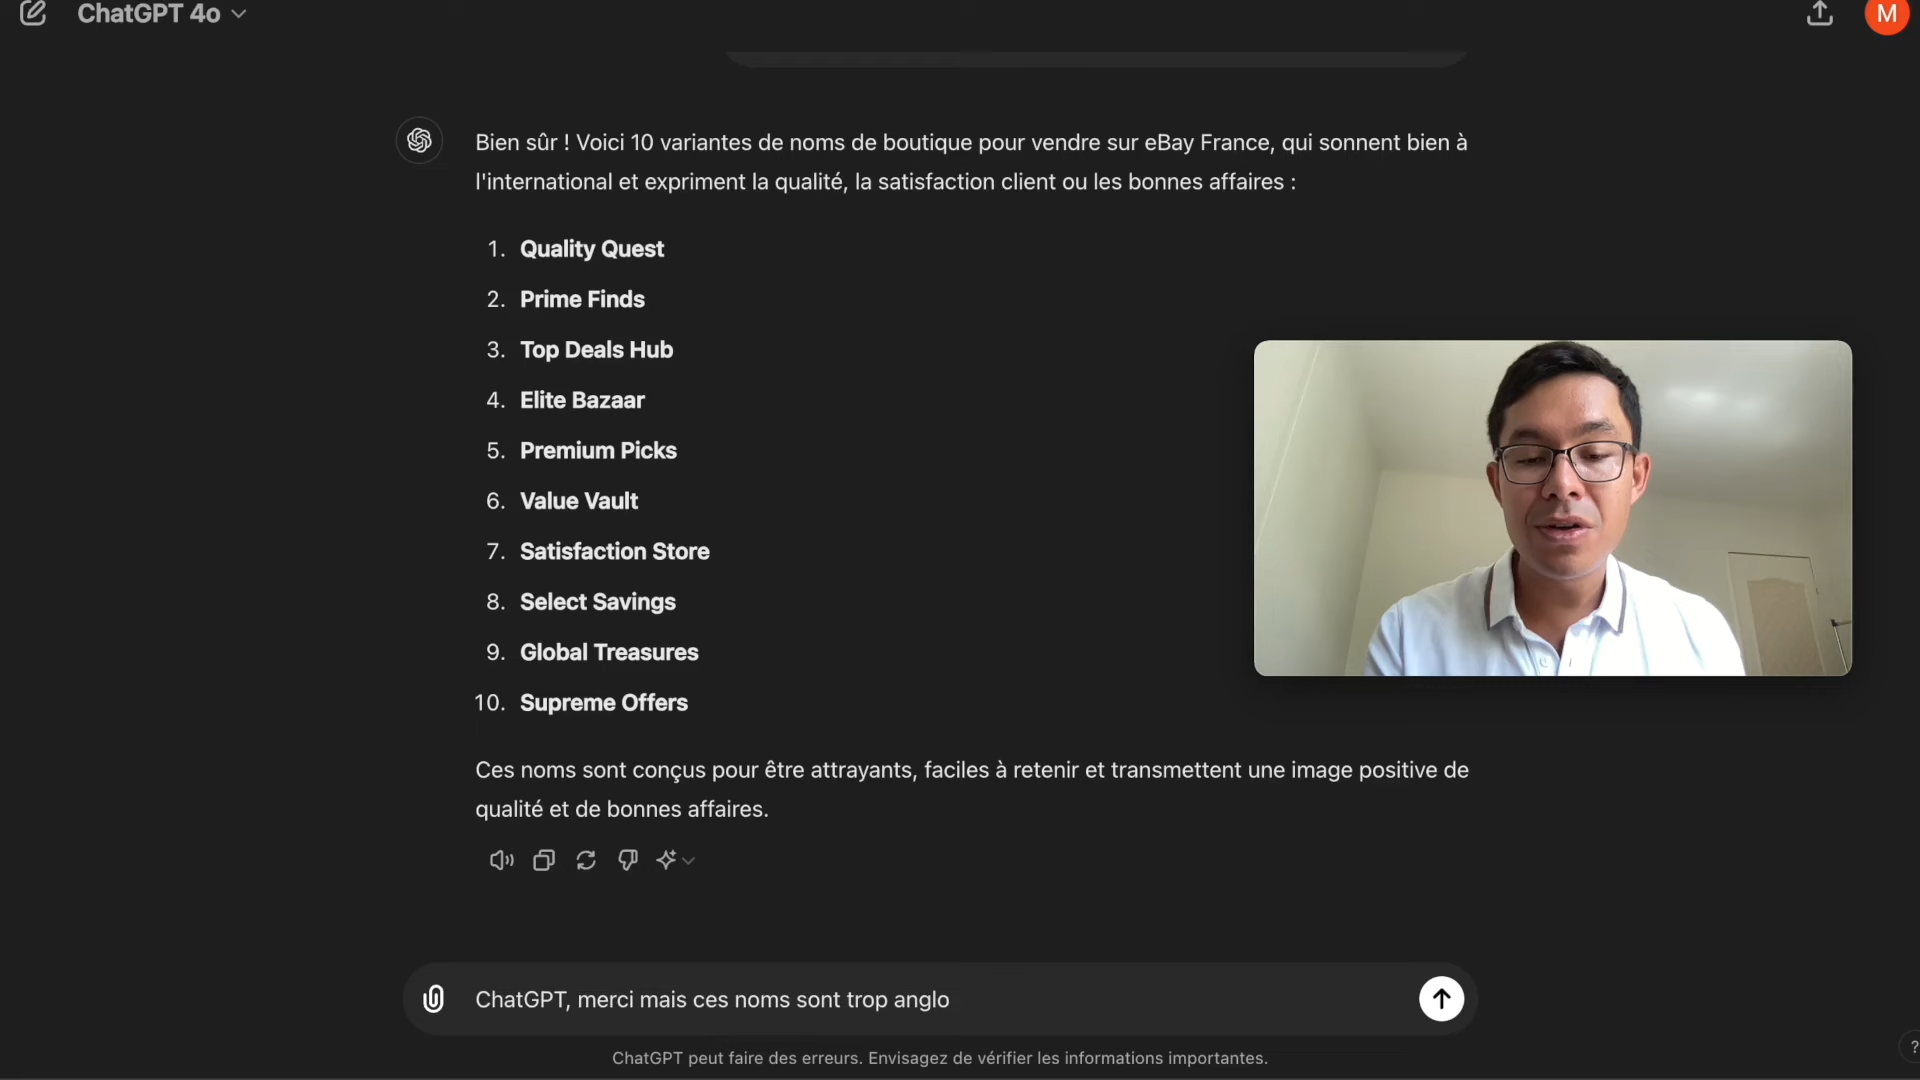 ChatGPT 4o
M
Bien sûr ! Voici 10 variantes de noms de boutique pour vendre sur eBay France, qui sonnent bien à
l'international et expriment la qualité, la satisfaction client ou les bonnes affaires :
1. Quality Quest
2. Prime Finds
3. Top Deals Hub
4. Elite Bazaar
5. Premium Picks
6. Value Vault
7. Satisfaction Store
8. Select Savings
9. Global Treasures
10. Supreme Offers
Ces noms sont conçus pour être attrayants, faciles à retenir et transmettent une image positive de
qualité et de bonnes affaires.
ChatGPT, merci mais ces noms sont trop anglo
ChatGPT peut faire des erreurs. Envisagez de vérifier les informations importantes.
?